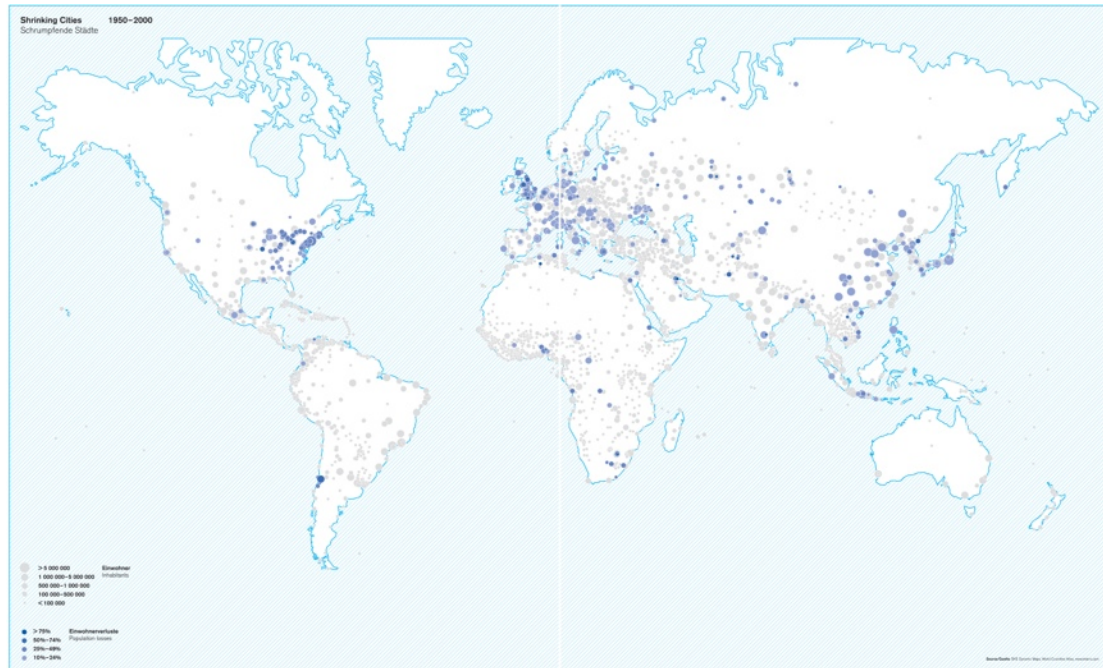 Shrinking Cities 1950–2000
Schrumpfende Städte
> 5 000 000 Einwohner
1 000 000–5 000 000 Inhabitants
500 000–1 000 000
100 000–500 000
< 100 000
> 75% Einwohnerverluste
50%–74% Population losses
25%–49%
10%–24%